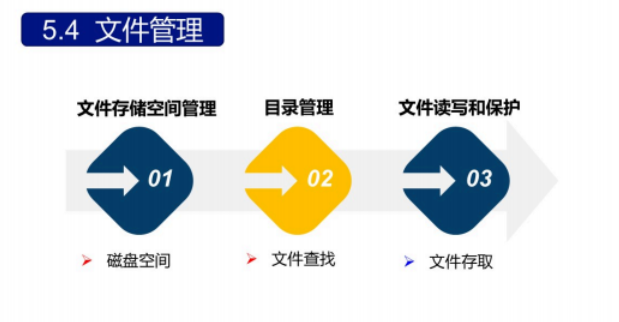 5.4 文件管理
文件存储空间管理 目录管理 文件读写和保护
01 02 03
磁盘空间 文件查找 文件存取